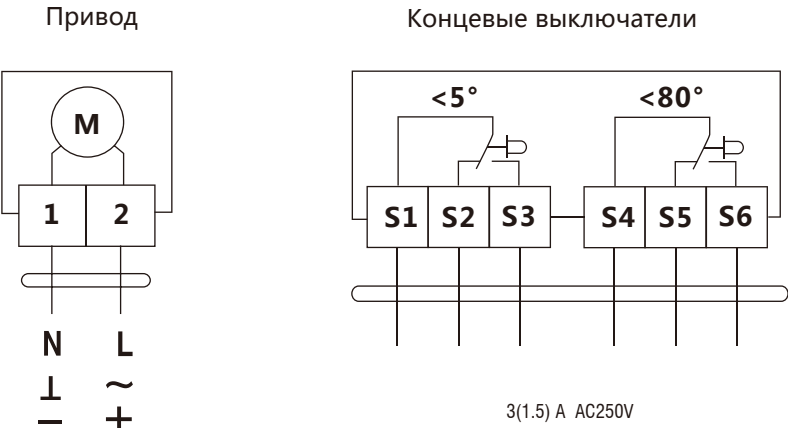 Привод
Концевые выключатели
M
<5°
<80°
1 2
S1 S2 S3 S4 S5 S6
N L
⊥ ~
− +
3(1.5) A AC250V